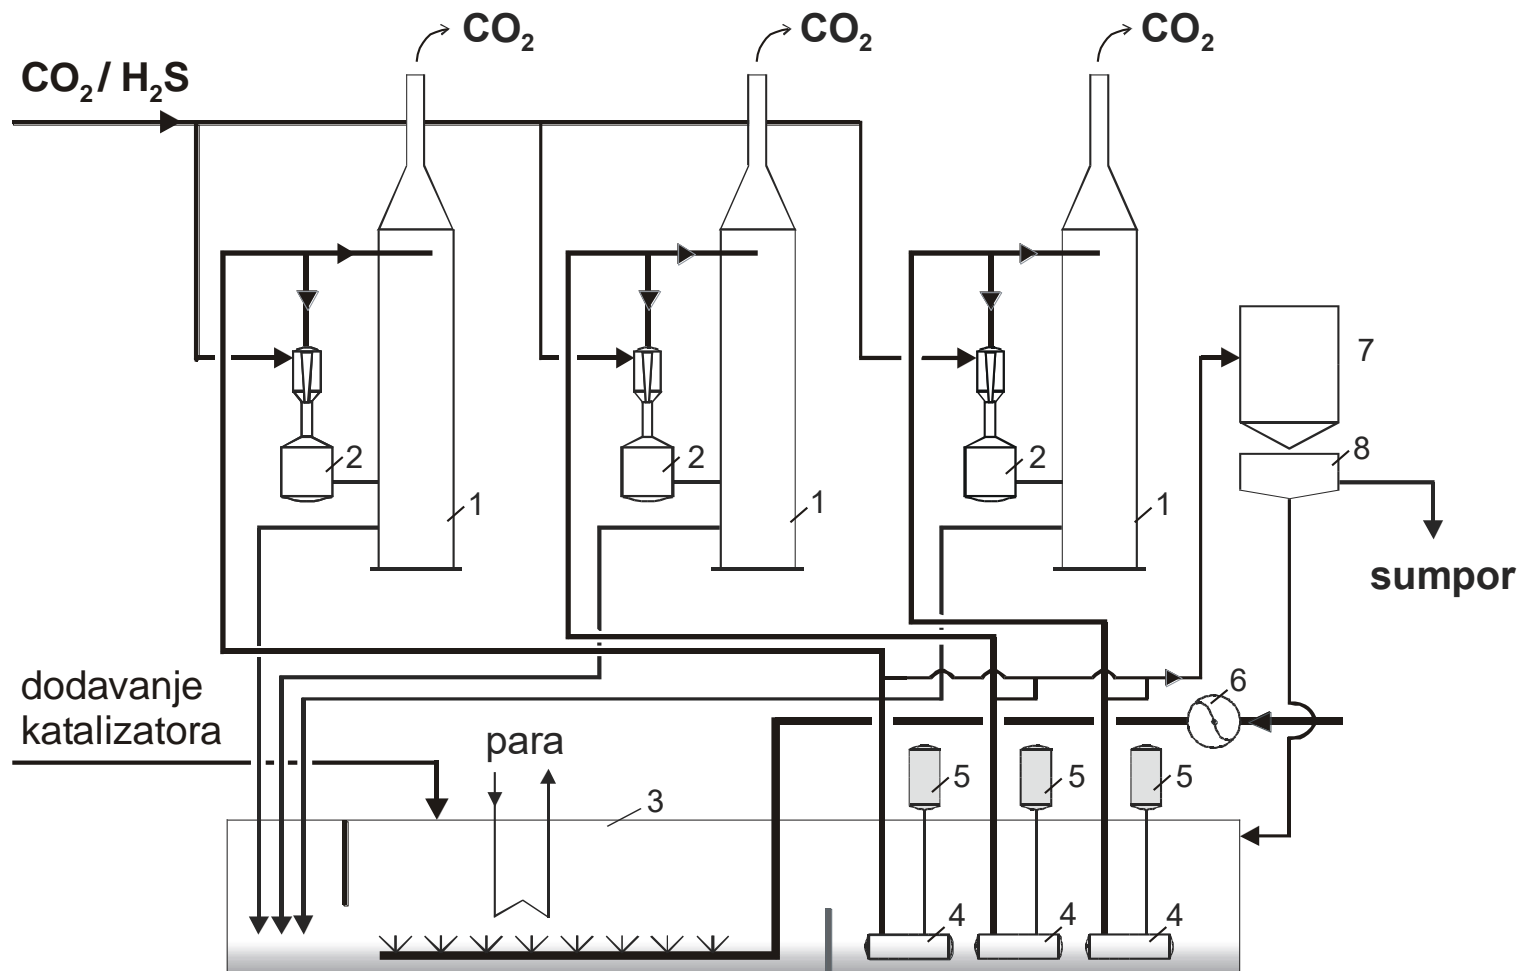 CO₂
CO₂
CO₂
CO₂ / H₂S
7
2
2
2
8
1
1
1
sumpor
dodavanje
katalizatora
6
para
5
5
5
3
4
4
4